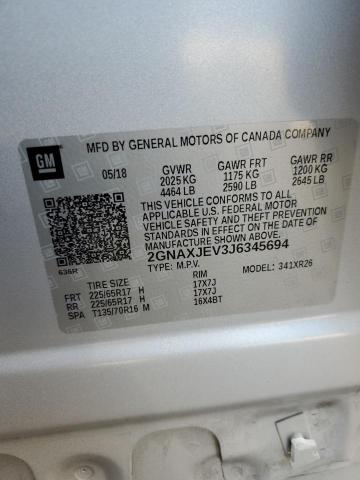 MFD BY GENERAL MOTORS OF CANADA COMPANY
GM
05/18 GVWR GAWR FRT GAWR RR
2025 KG 1175 KG 1200 KG
4464 LB 2590 LB 2645 LB
THIS VEHICLE CONFORMS TO ALL
APPLICABLE U.S. FEDERAL MOTOR
VEHICLE SAFETY AND THEFT
PREVENTION STANDARDS IN
EFFECT ON THE DATE OF
MANUFACTURE SHOWN ABOVE.
2GNAXJEV3J6345694
636R TYPE: M.P.V. MODEL: 341XR26
TIRE SIZE RIM
FRT 225/65R17 H 17X7J
RR 225/65R17 H 17X7J
SPA T135/70R16 M 16X4BT